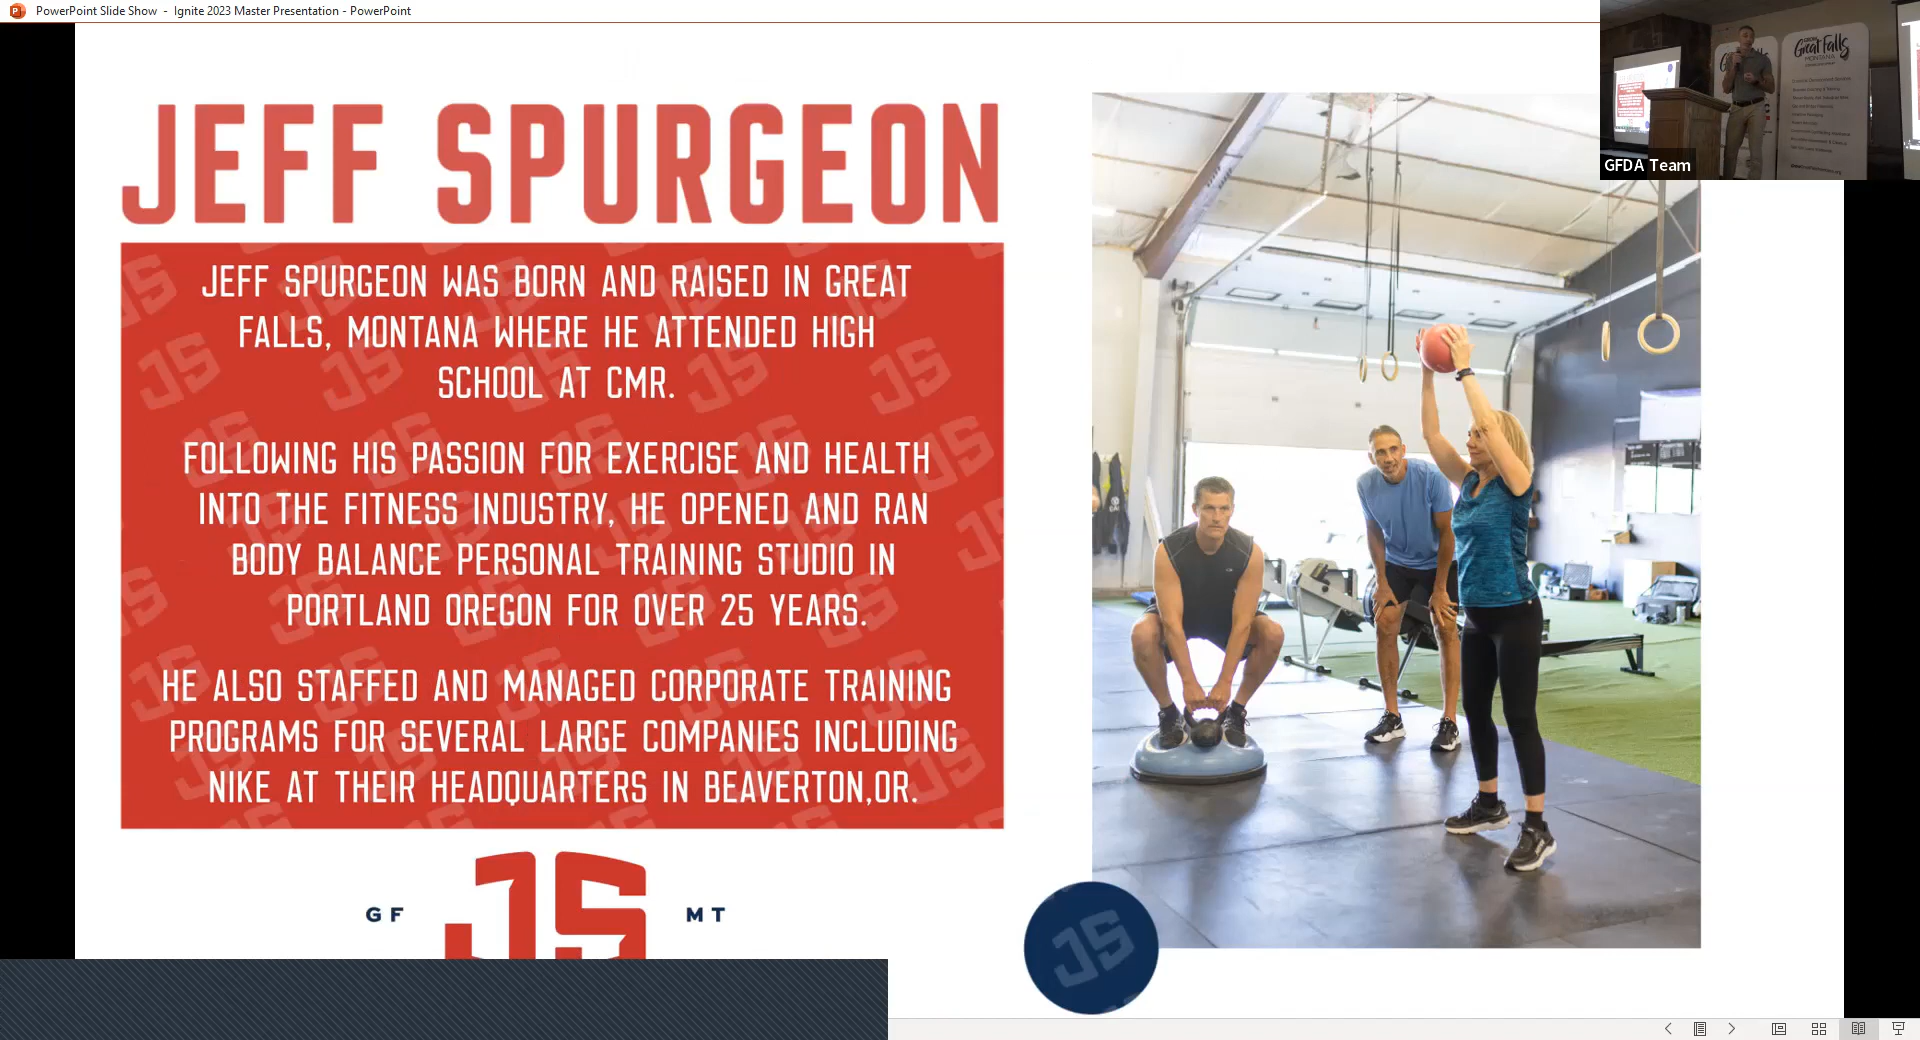 PowerPoint Slide Show - Ignite 2023 Master Presentation - PowerPoint
Great Falls
MONTANA
GFDA Team
JEFF SPURGEON
JEFF SPURGEON WAS BORN AND RAISED IN GREAT
FALLS, MONTANA WHERE HE ATTENDED HIGH
SCHOOL AT CMR.
FOLLOWING HIS PASSION FOR EXERCISE AND HEALTH
INTO THE FITNESS INDUSTRY, HE OPENED AND RAN
BODY BALANCE PERSONAL TRAINING STUDIO IN
PORTLAND OREGON FOR OVER 25 YEARS.
HE ALSO STAFFED AND MANAGED CORPORATE TRAINING
PROGRAMS FOR SEVERAL LARGE COMPANIES INCLUDING
NIKE AT THEIR HEADQUARTERS IN BEAVERTON,OR.
GF JS MT
JS